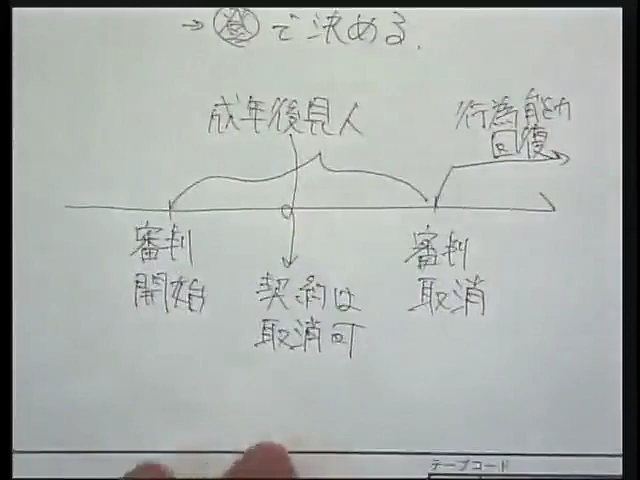 →登で決める.
成年後見人
行為能力
回復
審判
開始
契約は
取消可
審判
取消
テープコード